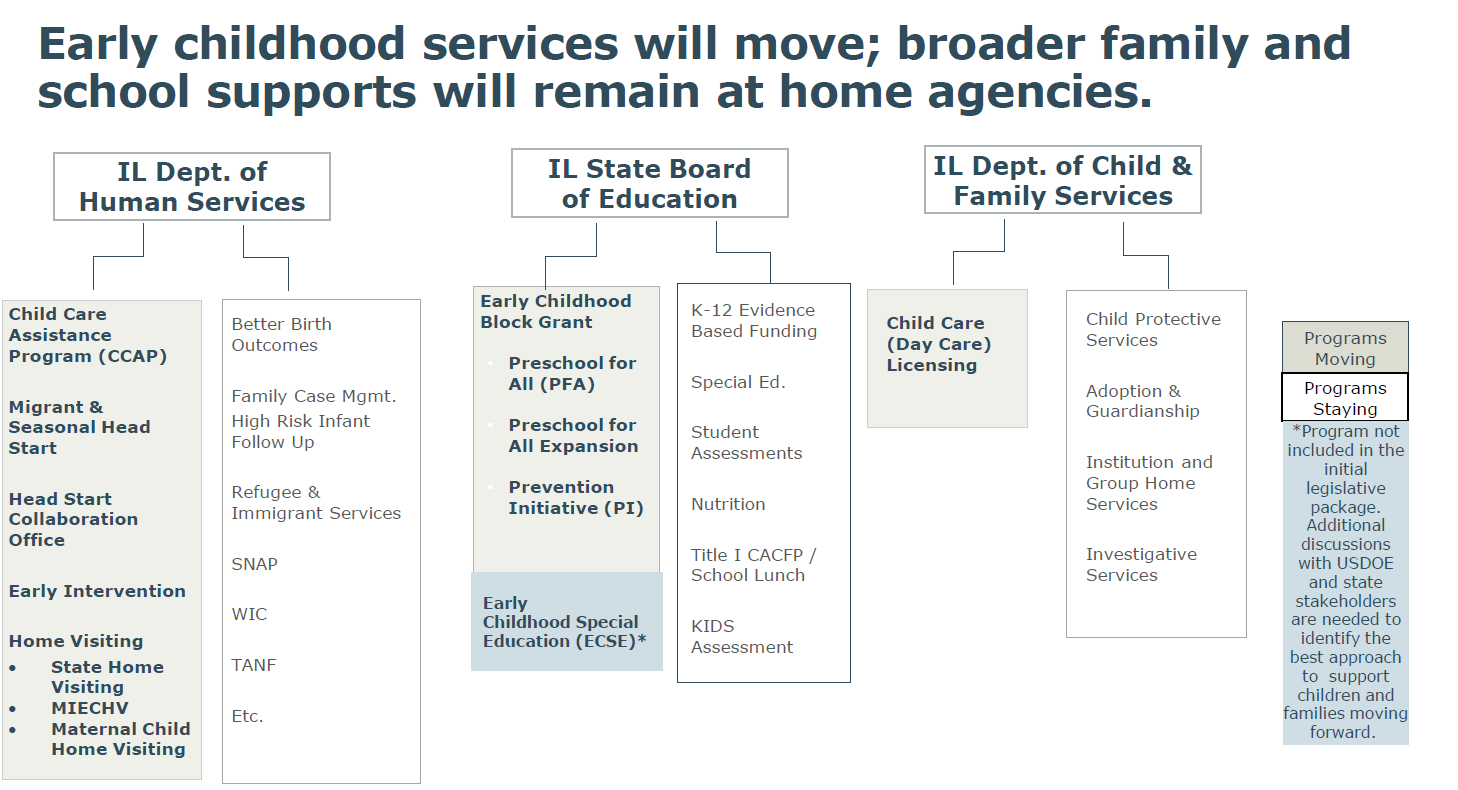 Early childhood services will move; broader family and
school supports will remain at home agencies.
IL Dept. of
Human Services
Child Care
Assistance
Program (CCAP)
Migrant &
Seasonal Head
Start
Head Start
Collaboration
Office
Early Intervention
Home Visiting
• State Home
Visiting
• MIECHV
• Maternal Child
Home Visiting
Better Birth
Outcomes
Family Case Mgmt.
High Risk Infant
Follow Up
Refugee &
Immigrant Services
SNAP
WIC
TANF
Etc.
IL State Board
of Education
Early Childhood
Block Grant
• Preschool for
All (PFA)
• Preschool for
All Expansion
• Prevention
Initiative (PI)
Early
Childhood Special
Education (ECSE)*
K-12 Evidence
Based Funding
Special Ed.
Student
Assessments
Nutrition
Title I CACFP /
School Lunch
KIDS
Assessment
IL Dept. of Child &
Family Services
Child Care
(Day Care)
Licensing
Child Protective
Services
Adoption &
Guardianship
Institution and
Group Home
Services
Investigative
Services
Programs
Moving
Programs
Staying
*Program not
included in the
initial
legislative
package.
Additional
discussions
with USDOE
and state
stakeholders
are needed to
identify the
best approach
to support
children and
families moving
forward.